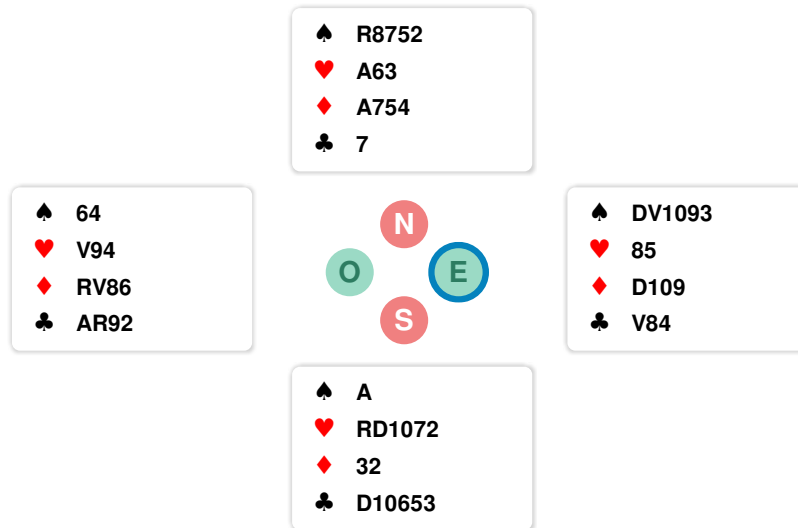 ♠ R8752
♥ A63
♦ A754
♣ 7
♠ 64
♥ V94
♦ RV86
♣ AR92
N
O E
S
♠ DV1093
♥ 85
♦ D109
♣ V84
♠ A
♥ RD1072
♦ 32
♣ D10653